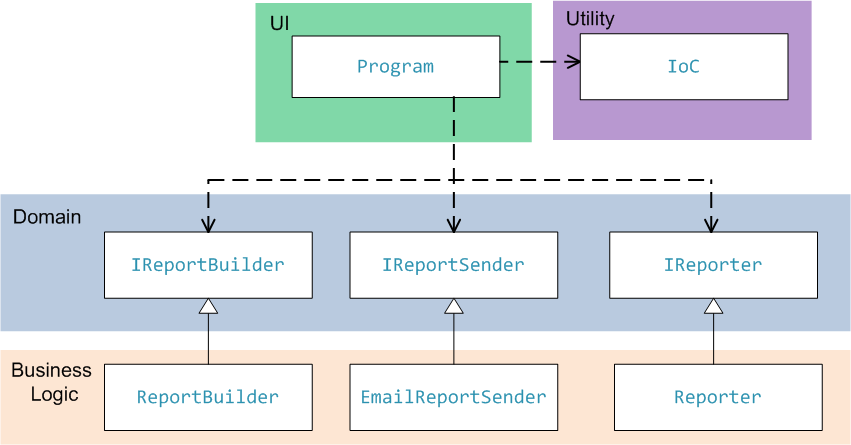 UI
Utility
Program
IoC
Domain
IReportBuilder
IReportSender
IReporter
Business
Logic
ReportBuilder
EmailReportSender
Reporter